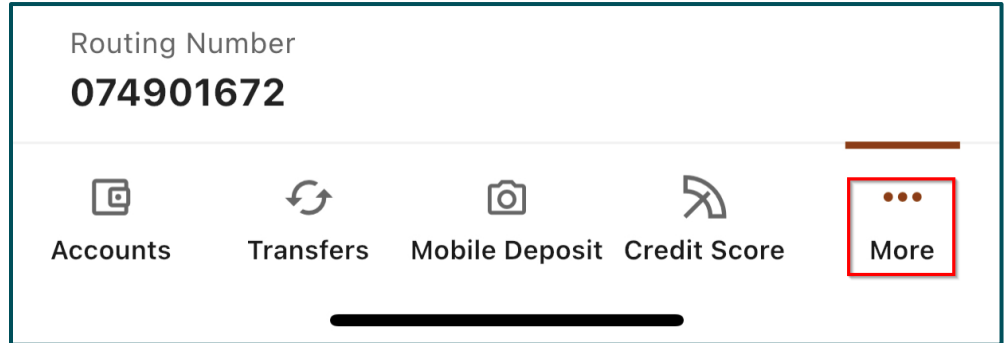 Routing Number
074901672
Accounts Transfers Mobile Deposit Credit Score More